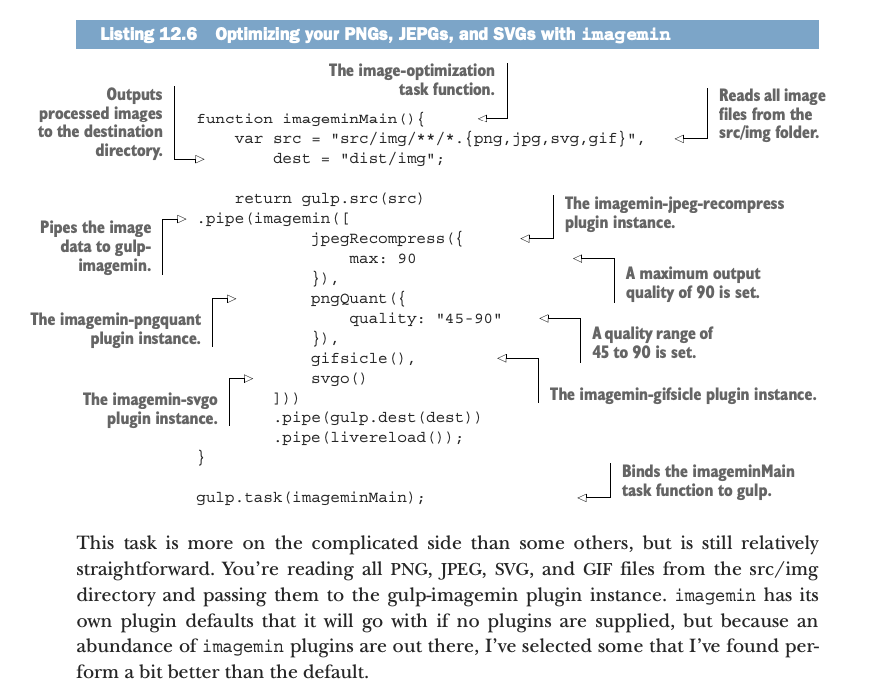 Listing 12.6 Optimizing your PNGs, JEPGs, and SVGs with imagemin
The image-optimization
task function.
Outputs
processed images
to the destination
directory.
Reads all image
files from the
src/img folder.
function imageminMain(){
    var src = "src/img/**/*.{png,jpg,svg,gif}",
        dest = "dist/img";
    return gulp.src(src)
.pipe(imagemin([
            jpegRecompress({
                max: 90
            }),
            pngQuant({
                quality: "45-90"
            }),
            gifsicle(),
            svgo()
        ]))
        .pipe(gulp.dest(dest))
        .pipe(livereload());
}
gulp.task(imageminMain);
Pipes the image
data to gulp-
imagemin.
The imagemin-jpeg-recompress
plugin instance.
A maximum output
quality of 90 is set.
The imagemin-pngquant
plugin instance.
A quality range of
45 to 90 is set.
The imagemin-svgo
plugin instance.
The imagemin-gifsicle plugin instance.
Binds the imageminMain
task function to gulp.
This task is more on the complicated side than some others, but is still relatively
straightforward. You're reading all PNG, JPEG, SVG, and GIF files from the src/img
directory and passing them to the gulp-imagemin plugin instance. imagemin has its
own plugin defaults that it will go with if no plugins are supplied, but because an
abundance of imagemin plugins are out there, I've selected some that I've found per-
form a bit better than the default.